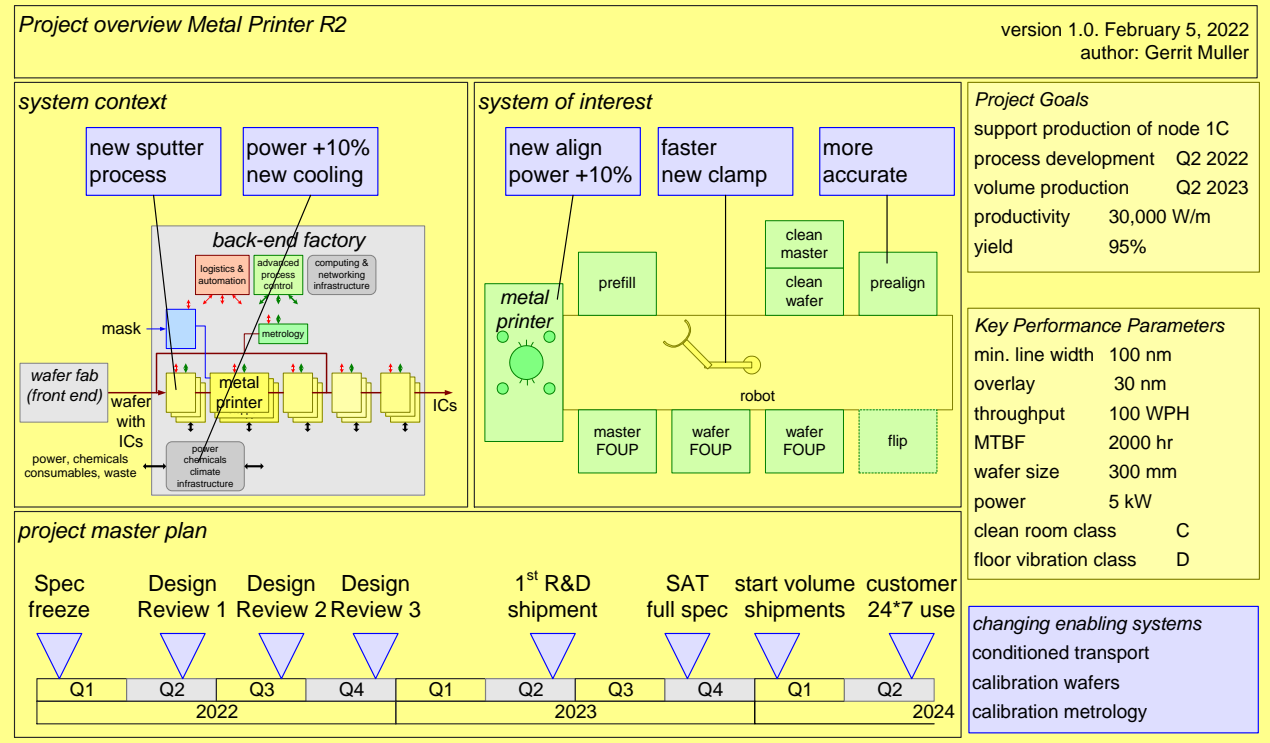 Project overview Metal Printer R2
version 1.0. February 5, 2022
author: Gerrit Muller
system context
new sputter
process
power +10%
new cooling
back-end factory
logistics &
automation
advanced
process
control
computing &
networking
infrastructure
mask
metrology
wafer fab
(front end)
metal
printer
wafer
with
ICs
ICs
power, chemicals
consumables, waste
power
chemicals
climate
infrastructure
system of interest
new align
power +10%
faster
new clamp
more
accurate
clean
master
prefill
clean
wafer
prealign
metal
printer
robot
master
FOUP
wafer
FOUP
wafer
FOUP
flip
Project Goals
support production of node 1C
process development Q2 2022
volume production Q2 2023
productivity 30,000 W/m
yield 95%
Key Performance Parameters
min. line width 100 nm
overlay 30 nm
throughput 100 WPH
MTBF 2000 hr
wafer size 300 mm
power 5 kW
clean room class C
floor vibration class D
project master plan
Spec
freeze
Design
Review 1
Design
Review 2
Design
Review 3
1st R&D
shipment
SAT
full spec
start volume
shipments
customer
24*7 use
Q1 Q2 Q3 Q4 Q1 Q2 Q3 Q4 Q1 Q2
2022 2023 2024
changing enabling systems
conditioned transport
calibration wafers
calibration metrology